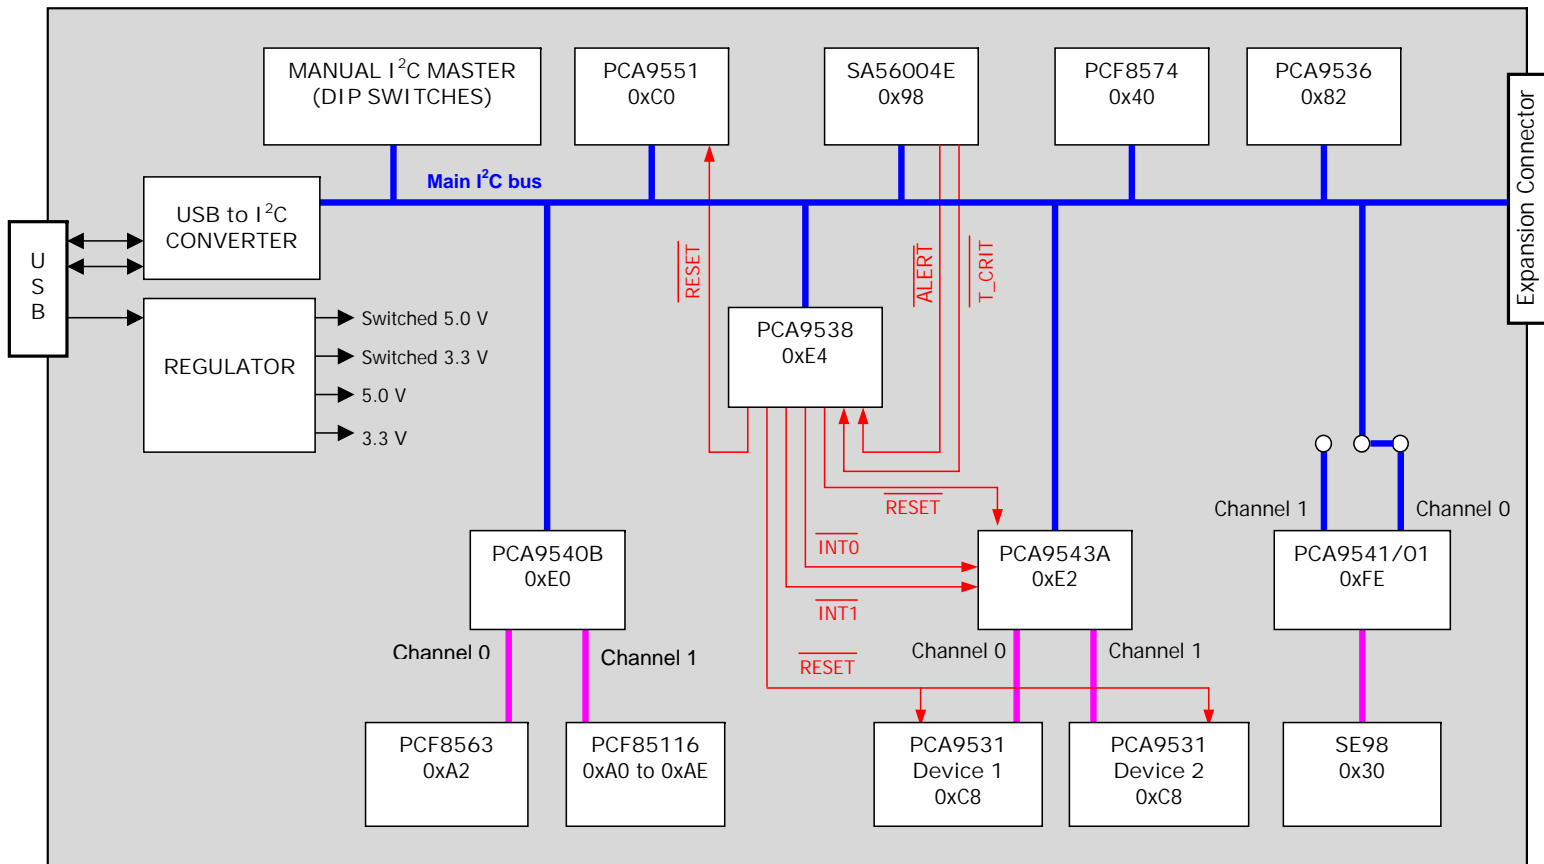 MANUAL I²C MASTER
(DIP SWITCHES)
PCA9551
0xC0
SA56004E
0x98
PCF8574
0x40
PCA9536
0x82
Expansion Connector
Main I²C bus
USB to I²C
CONVERTER
U
S
B
REGULATOR
Switched 5.0 V
Switched 3.3 V
5.0 V
3.3 V
RESET
ALERT
T_CRIT
PCA9538
0xE4
RESET
INT0
INT1
RESET
Channel 1
Channel 0
PCA9540B
0xE0
PCA9543A
0xE2
PCA9541/01
0xFE
Channel 0
Channel 1
Channel 0
Channel 1
PCF8563
0xA2
PCF85116
0xA0 to 0xAE
PCA9531
Device 1
0xC8
PCA9531
Device 2
0xC8
SE98
0x30